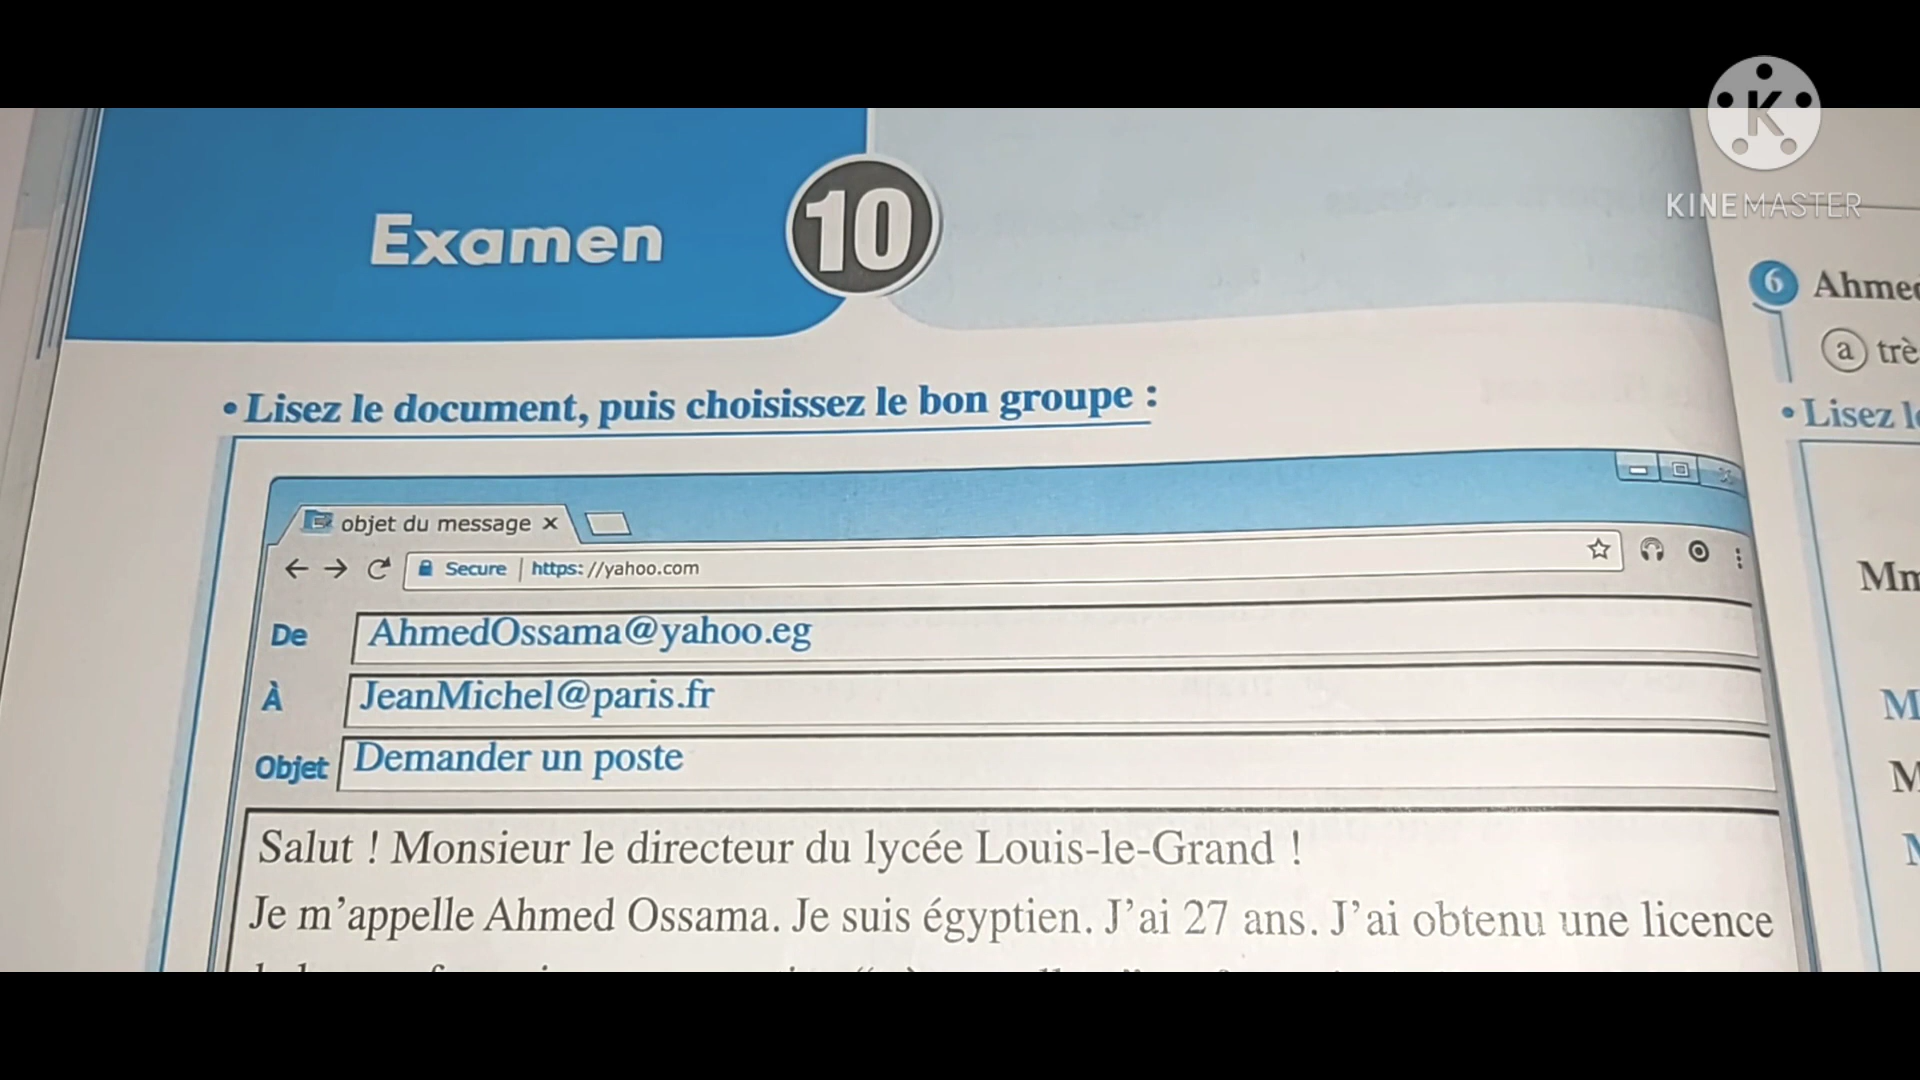 KINEMASTER
Examen 10
• Lisez le document, puis choisissez le bon groupe :
objet du message ×
Secure | https://yahoo.com
De AhmedOssama@yahoo.eg
À JeanMichel@paris.fr
Objet Demander un poste
Salut ! Monsieur le directeur du lycée Louis-le-Grand !
Je m'appelle Ahmed Ossama. Je suis égyptien. J'ai 27 ans. J'ai obtenu une licence
6
a
• Lisez